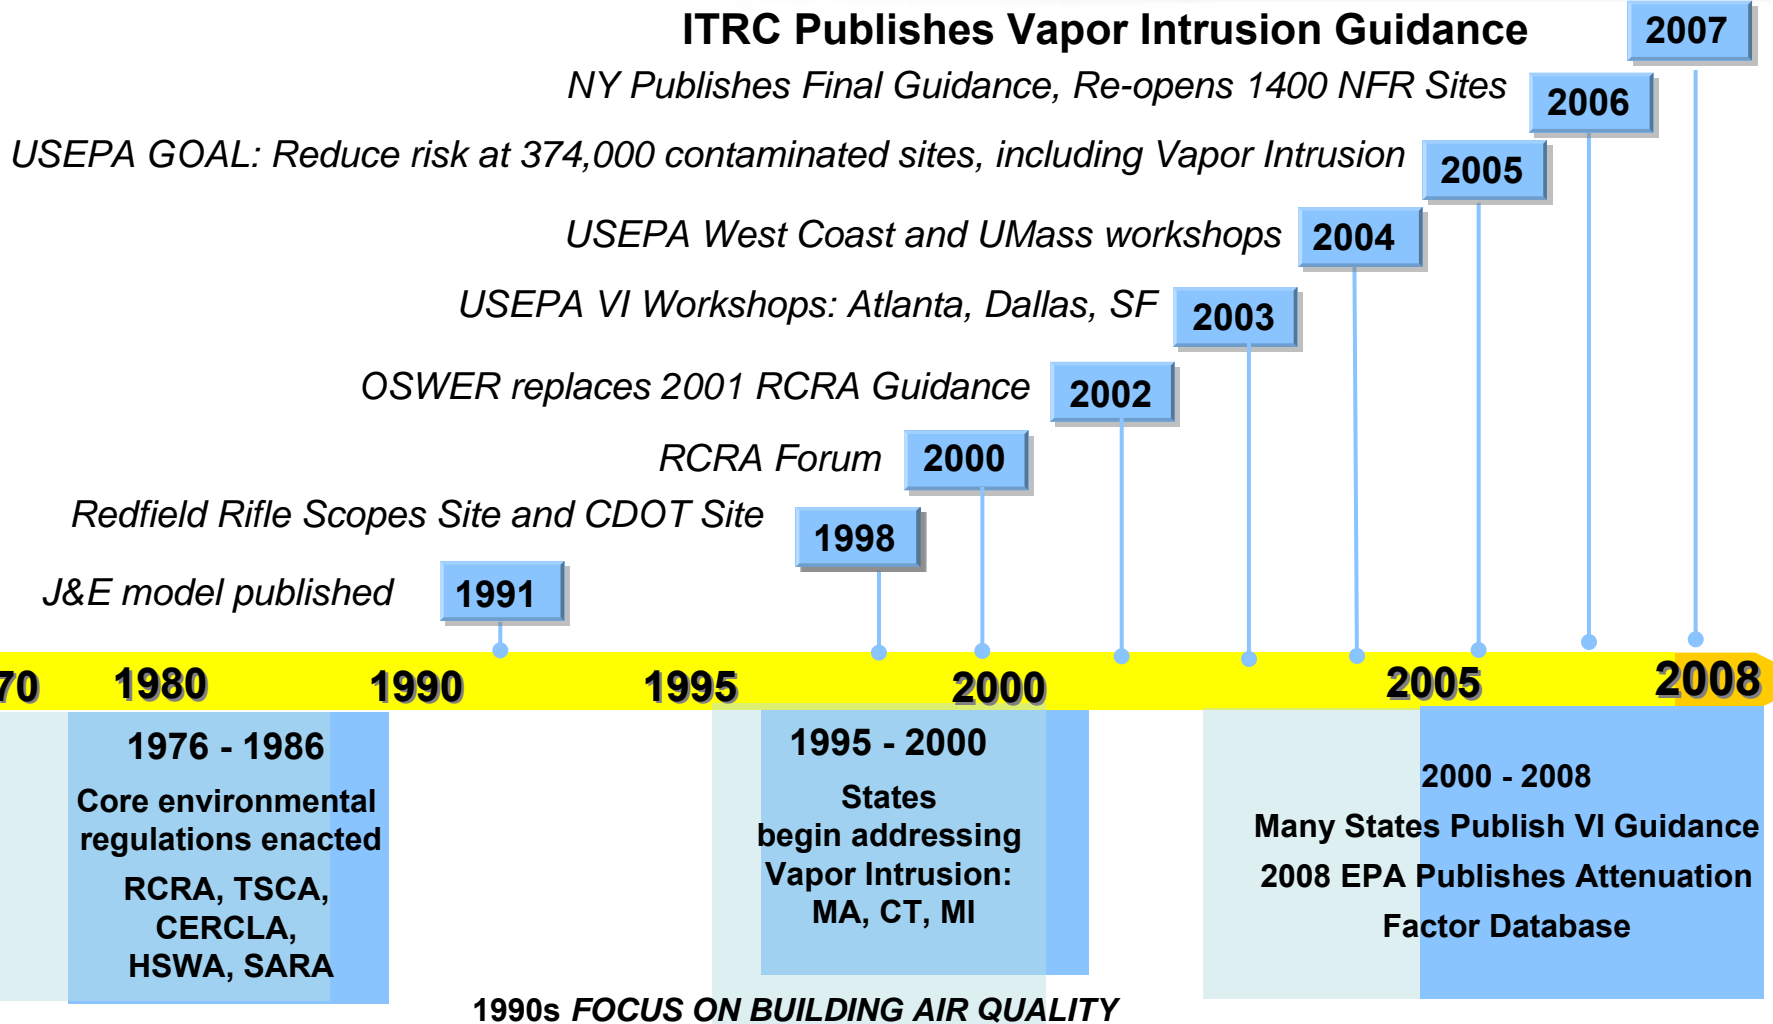 ITRC Publishes Vapor Intrusion Guidance 2007
NY Publishes Final Guidance, Re-opens 1400 NFR Sites 2006
USEPA GOAL: Reduce risk at 374,000 contaminated sites, including Vapor Intrusion 2005
USEPA West Coast and UMass workshops 2004
USEPA VI Workshops: Atlanta, Dallas, SF 2003
OSWER replaces 2001 RCRA Guidance 2002
RCRA Forum 2000
Redfield Rifle Scopes Site and CDOT Site 1998
J&E model published 1991
70 1980 1990 1995 2000 2005 2008
1976 - 1986
Core environmental
regulations enacted
RCRA, TSCA,
CERCLA,
HSWA, SARA
1995 - 2000
States
begin addressing
Vapor Intrusion:
MA, CT, MI
2000 - 2008
Many States Publish VI Guidance
2008 EPA Publishes Attenuation
Factor Database
1990s FOCUS ON BUILDING AIR QUALITY